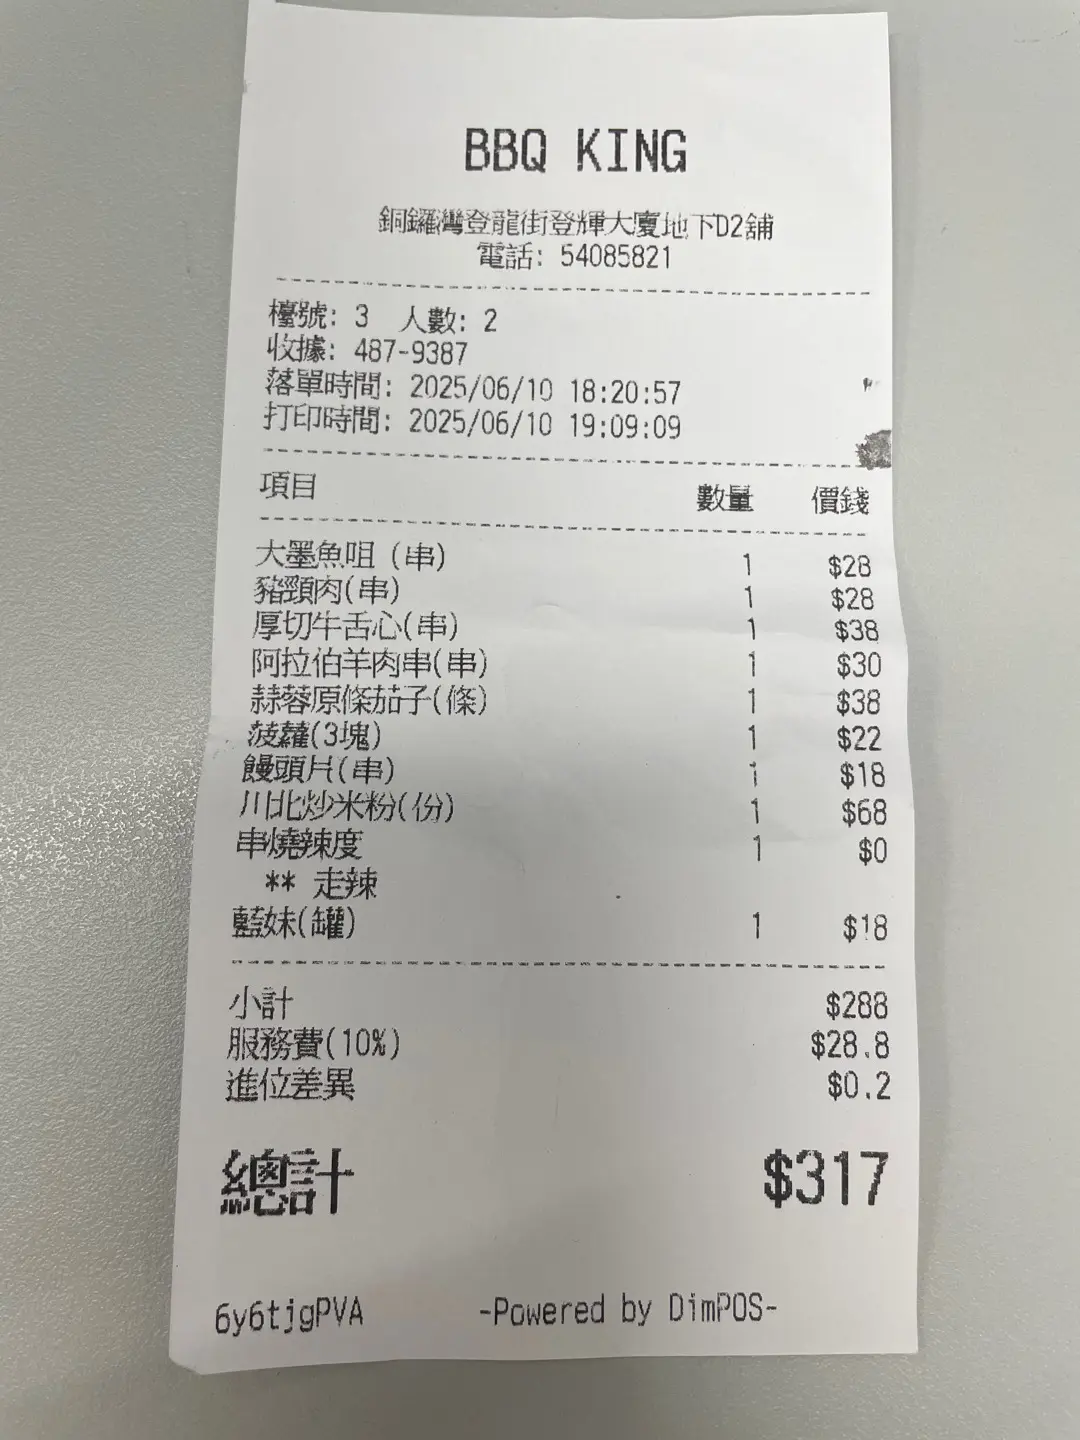 BBQ KING
銅鑼灣登龍街登輝大廈地下D2舖
電話: 54085821
檯號: 3 人數: 2
收據: 487-9387
落單時間: 2025/06/10 18:20:57
打印時間: 2025/06/10 19:09:09
項目 數量 價錢
大墨魚咀 (串) 1 $28
豬頸肉(串) 1 $28
厚切牛舌心(串) 1 $38
阿拉伯羊肉串(串) 1 $30
蒜蓉原條茄子(條) 1 $38
菠蘿(3塊) 1 $22
饅頭片(串) 1 $18
川北炒米粉(份) 1 $68
串燒辣度 1 $0
** 走辣
藍妹(罐) 1 $18
小計 $288
服務費(10%) $28.8
進位差異 $0.2
總計 $317
6y6tjgPVA -Powered by DimPOS-